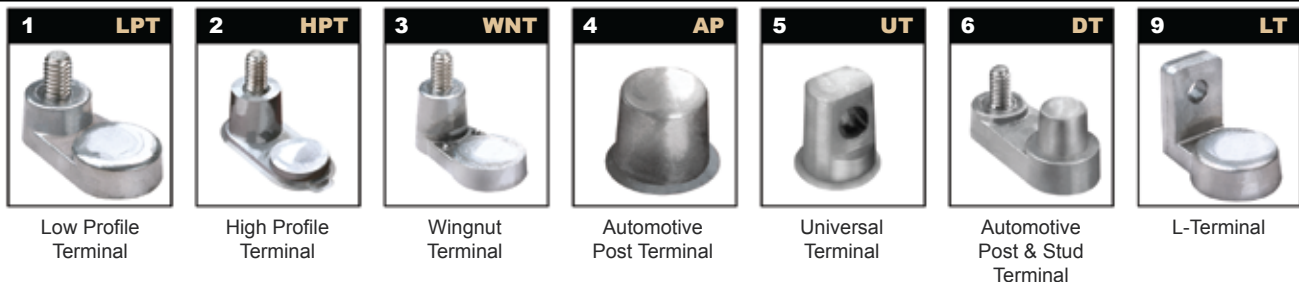 1 LPT
Low Profile
Terminal
2 HPT
High Profile
Terminal
3 WNT
Wingnut
Terminal
4 AP
Automotive
Post Terminal
5 UT
Universal
Terminal
6 DT
Automotive
Post & Stud
Terminal
9 LT
L-Terminal